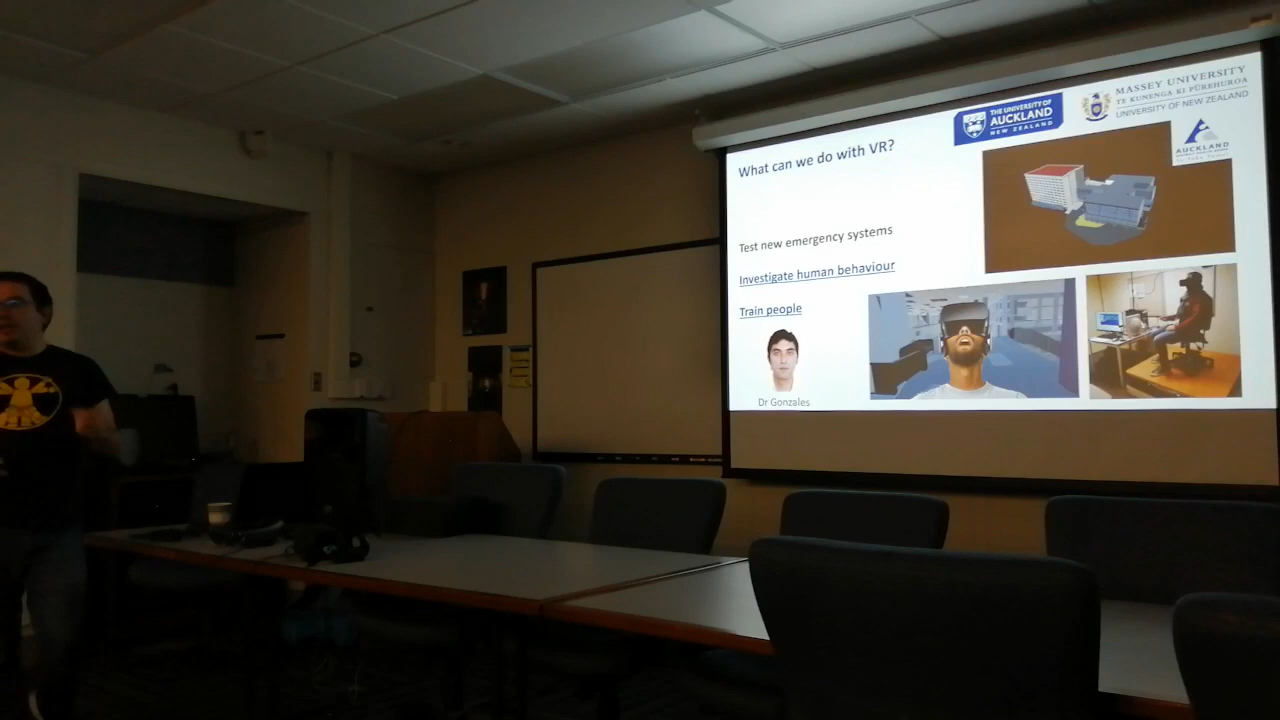 THE UNIVERSITY OF
AUCKLAND
NEW ZEALAND
MASSEY UNIVERSITY
TE KUNENGA KI PŪREHUROA
UNIVERSITY OF NEW ZEALAND
AUCKLAND
What can we do with VR?
Test new emergency systems
Investigate human behaviour
Train people
Dr Gonzales